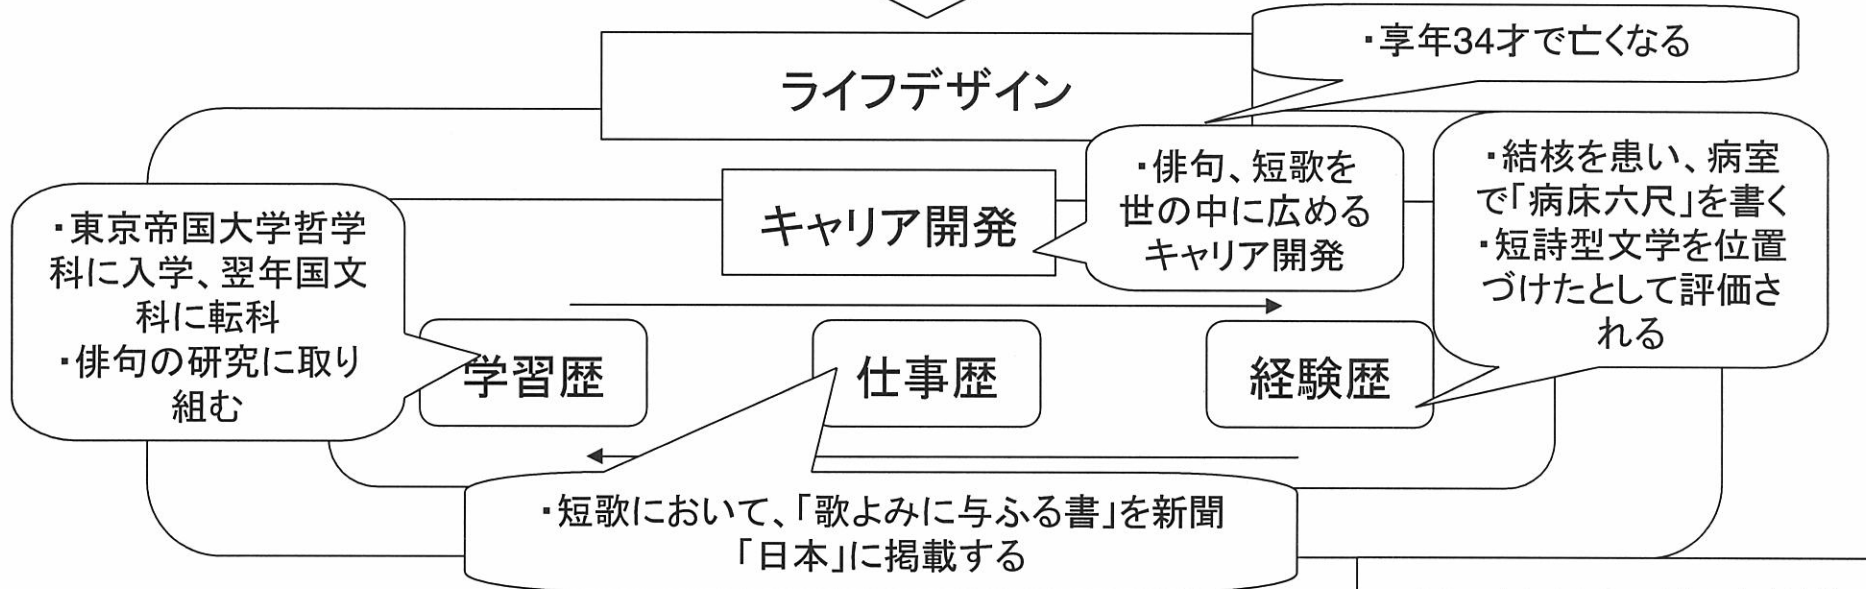 ・享年34才で亡くなる
ライフデザイン
・俳句、短歌を
世の中に広める
キャリア開発
・結核を患い、病室
で「病床六尺」を書く
・短詩型文学を位置
づけたとして評価さ
れる
キャリア開発
・東京帝国大学哲学
科に入学、翌年国文
科に転科
・俳句の研究に取り
組む
学習歴
仕事歴
経験歴
・短歌において、「歌よみに与ふる書」を新聞
「日本」に掲載する